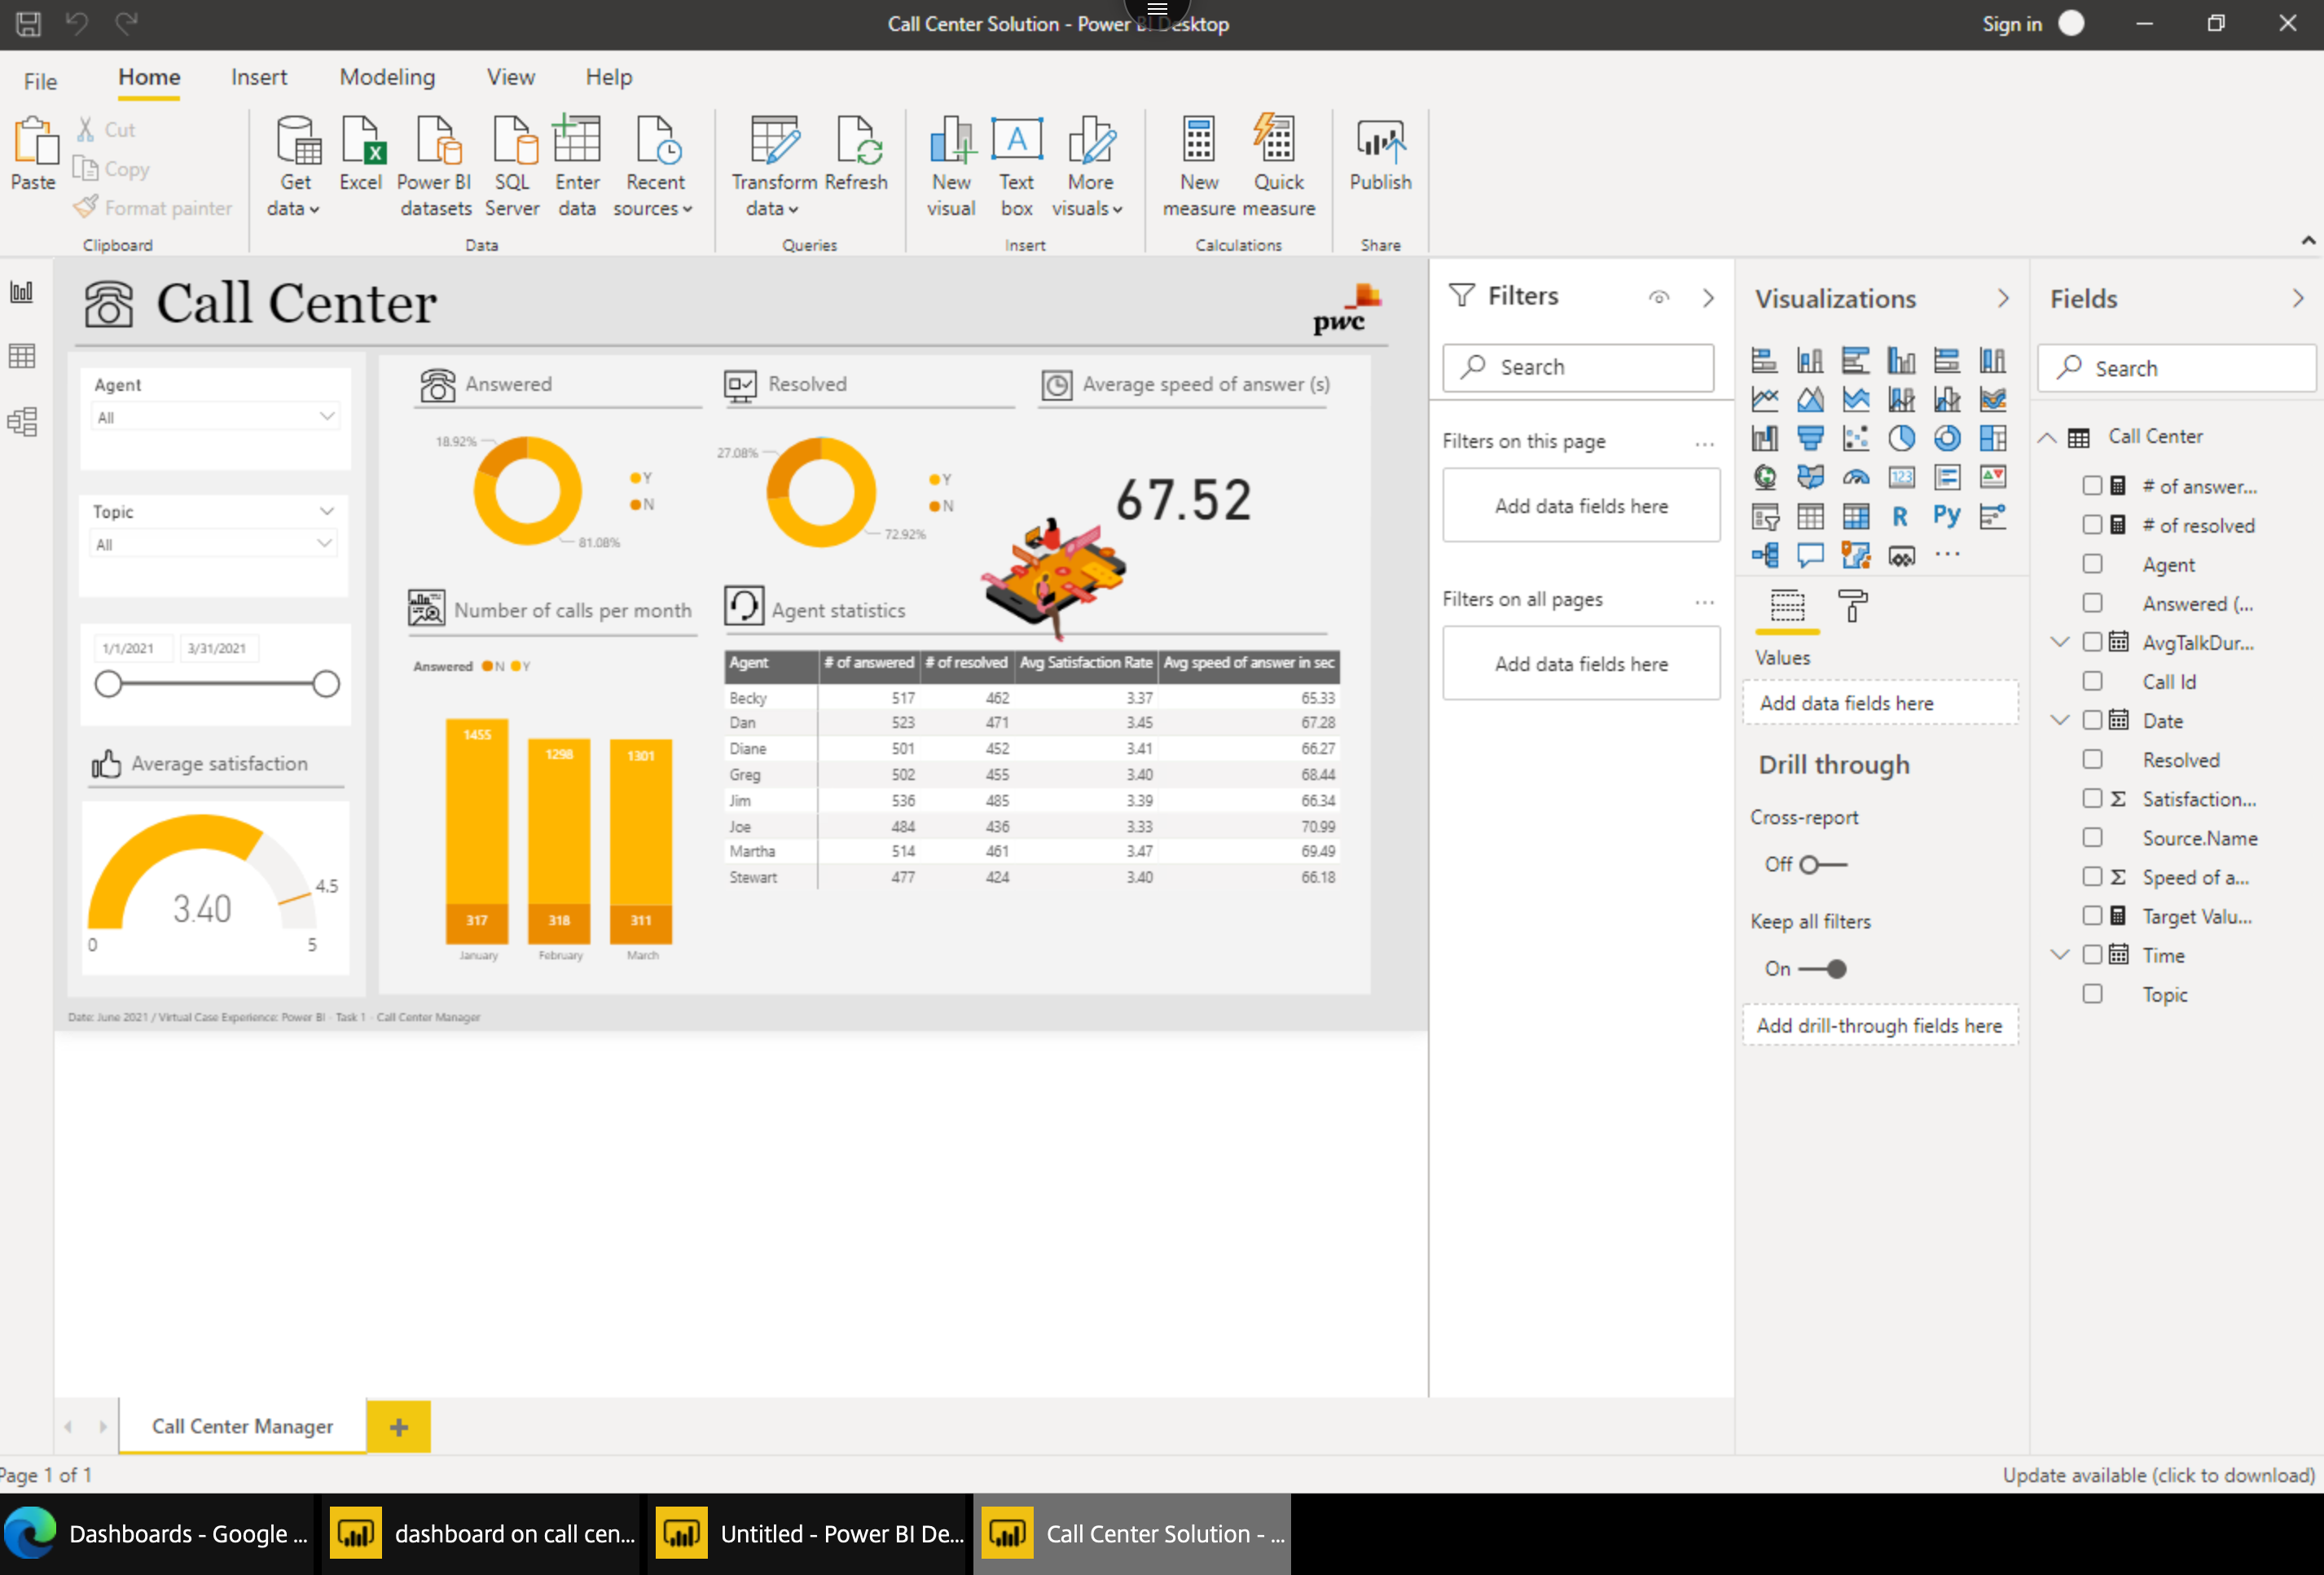 Call Center Solution - Power BI Desktop
Sign in
File
Home
Insert
Modeling
View
Help
Paste
Cut
Copy
Format painter
Clipboard
Get data
Excel
Power BI datasets
SQL Server
Enter data
Recent sources
Data
Transform data
Refresh
Queries
New visual
Text box
More visuals
Insert
New measure
Quick measure
Calculations
Publish
Share
Call Center
pwc
Agent
All
Topic
All
1/1/2021
3/31/2021
Average satisfaction
3.40
4.5
0
5
Answered
18.92%
Y
N
81.08%
Resolved
27.08%
Y
N
72.92%
Average speed of answer (s)
67.52
Number of calls per month
Answered N Y
1455
1298
1301
317
318
311
January
February
March
Agent statistics
Agent # of answered # of resolved Avg Satisfaction Rate Avg speed of answer in sec
Becky 517 462 3.37 65.33
Dan 523 471 3.45 67.28
Diane 501 452 3.41 66.27
Greg 502 455 3.40 68.44
Jim 536 485 3.39 66.34
Joe 484 436 3.33 70.99
Martha 514 461 3.47 69.49
Stewart 477 424 3.40 66.18
Date: June 2021 / Virtual Case Experience: Power BI - Task 1 - Call Center Manager
Filters
Search
Filters on this page
...
Add data fields here
Filters on all pages
...
Add data fields here
Visualizations
123
R
Py
...
Values
Add data fields here
Drill through
Cross-report
Off
Keep all filters
On
Add drill-through fields here
Fields
Search
Call Center
# of answer...
# of resolved
Agent
Answered (...
AvgTalkDur...
Call Id
Date
Resolved
Σ Satisfaction...
Source.Name
Σ Speed of a...
Target Valu...
Time
Topic
Call Center Manager
+
Page 1 of 1
Update available (click to download)
Dashboards - Google ...
dashboard on call cen...
Untitled - Power BI De...
Call Center Solution - ...